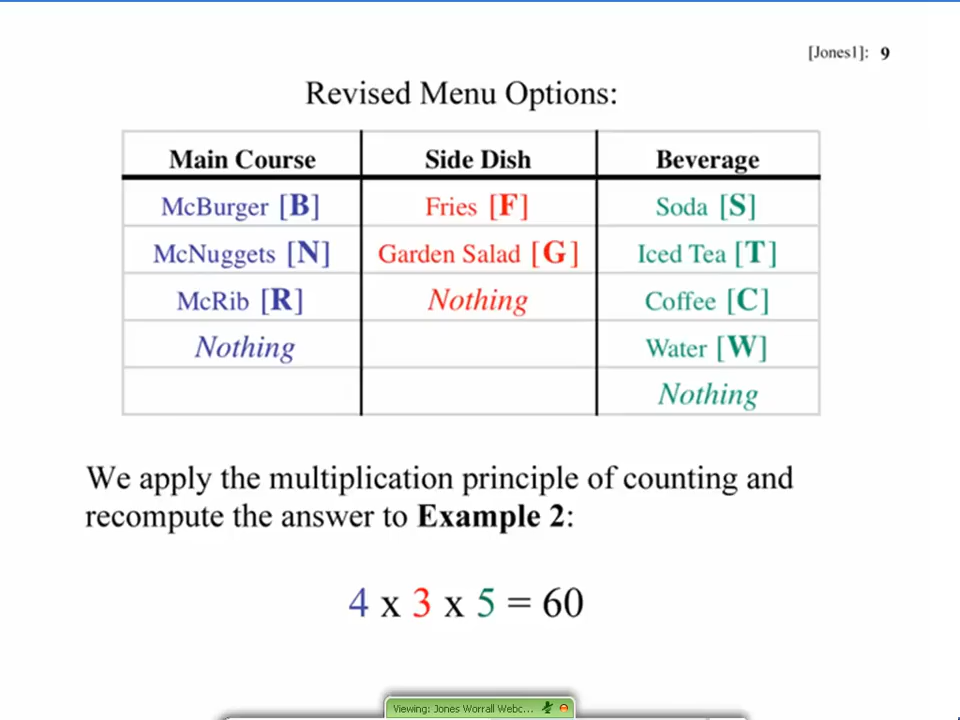 [Jones1]: 9
Revised Menu Options:
Main Course Side Dish Beverage
McBurger [B] Fries [F] Soda [S]
McNuggets [N] Garden Salad [G] Iced Tea [T]
McRib [R] Nothing Coffee [C]
Nothing Water [W]
Nothing
We apply the multiplication principle of counting and
recompute the answer to Example 2:
4 x 3 x 5 = 60
Viewing: Jones Worrall Webc...